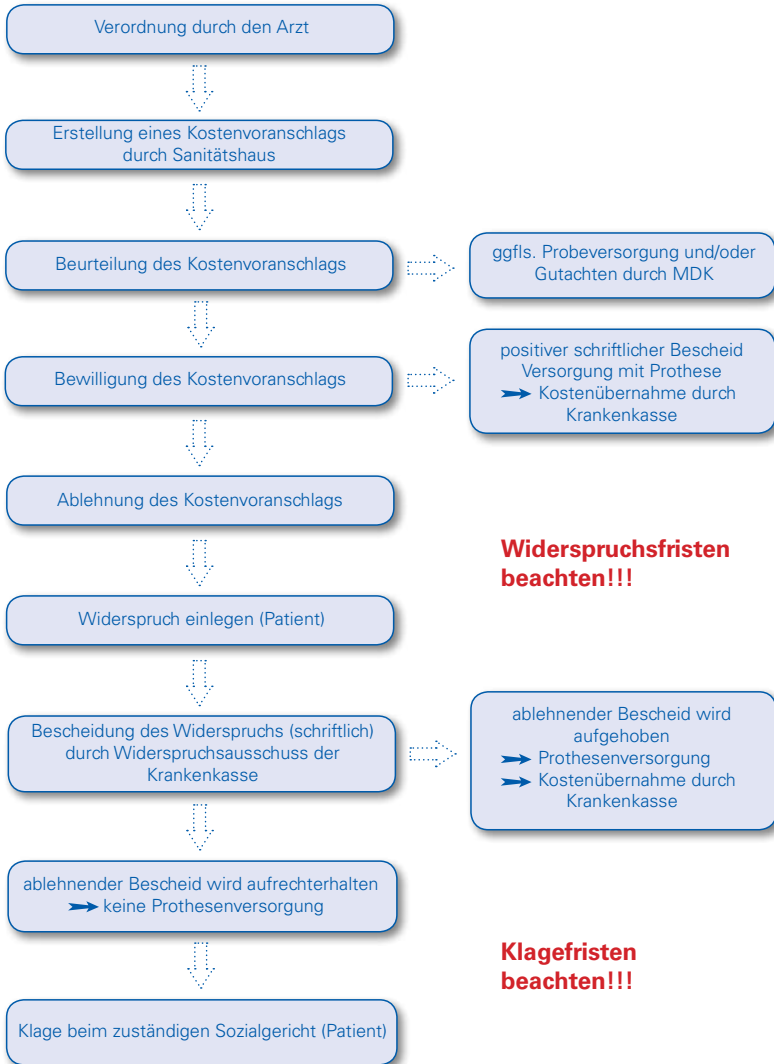 Verordnung durch den Arzt
Erstellung eines Kostenvoranschlags
durch Sanitätshaus
Beurteilung des Kostenvoranschlags
ggfls. Probeversorgung und/oder
Gutachten durch MDK
Bewilligung des Kostenvoranschlags
positiver schriftlicher Bescheid
Versorgung mit Prothese
Kostenübernahme durch
Krankenkasse
Ablehnung des Kostenvoranschlags
Widerspruchsfristen
beachten!!!
Widerspruch einlegen (Patient)
Bescheidung des Widerspruchs (schriftlich)
durch Widerspruchsausschuss der
Krankenkasse
ablehnender Bescheid wird
aufgehoben
Prothesenversorgung
Kostenübernahme durch
Krankenkasse
ablehnender Bescheid wird aufrechterhalten
keine Prothesenversorgung
Klagefristen
beachten!!!
Klage beim zuständigen Sozialgericht (Patient)